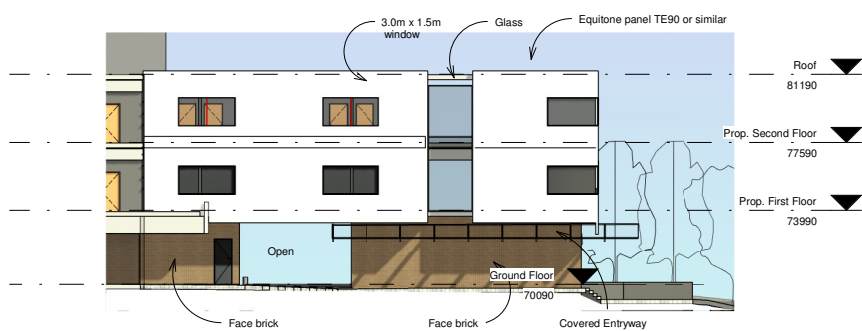 3.0m x 1.5m
window
Glass
Equitone panel TE90 or similar
Roof
81190
Prop. Second Floor
77590
Prop. First Floor
73990
Open
Ground Floor
70090
Face brick
Face brick
Covered Entryway